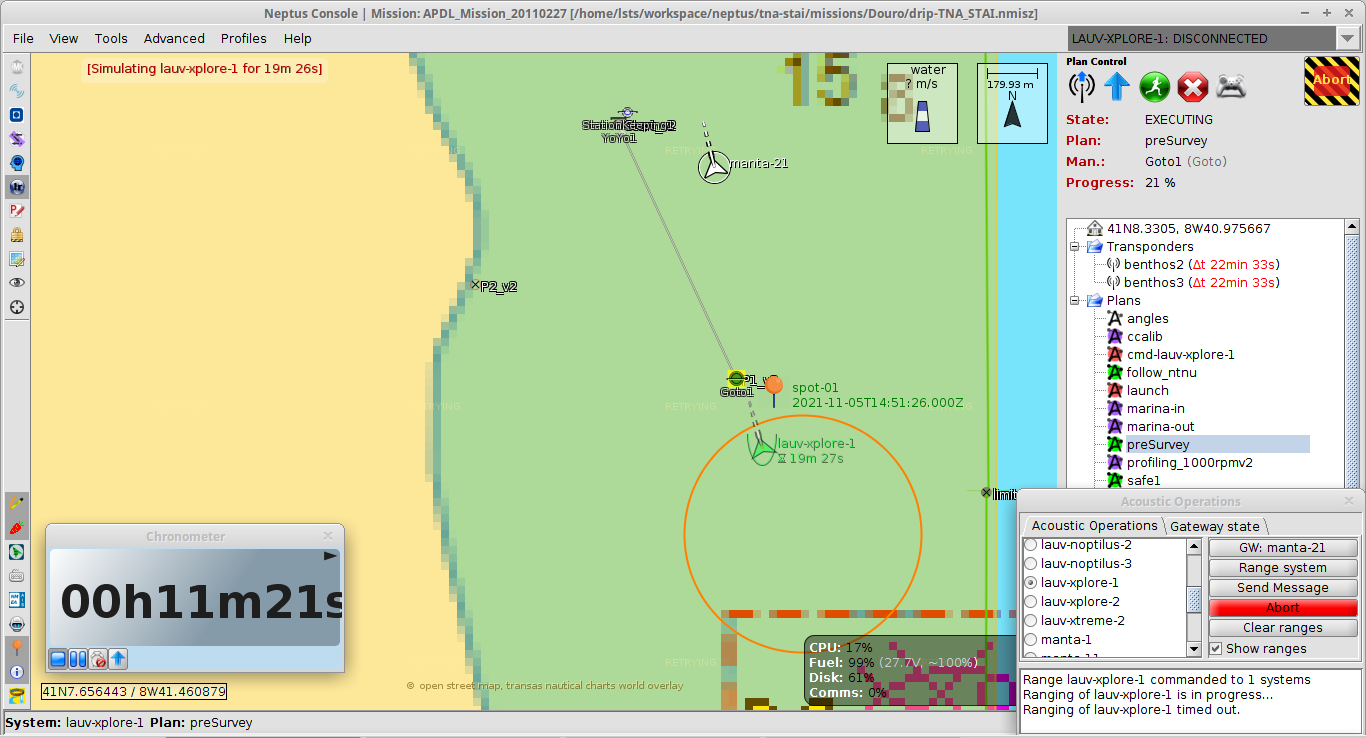 Neptus Console | Mission: APDL_Mission_20110227 [/home/lsts/workspace/neptus/tna-stai/missions/Douro/drip-TNA_STAI.nmisz]
File View Tools Advanced Profiles Help
LAUV-XPLORE-1: DISCONNECTED
[Simulating lauv-xplore-1 for 19m 26s]
15
8
water
? m/s
179.93 m
N
RETRYING
RETRYING
manta-21
YoYo1
P2_v2
Goto1
spot-01
2021-11-05T14:51:26.000Z
RETRYING
RETRYING
RETRYING
lauv-xplore-1
19m 27s
limit
RETRYING
Plan Control
Abort
State: EXECUTING
Plan: preSurvey
Man.: Goto1 (Goto)
Progress: 21 %
41N8.3305, 8W40.975667
Transponders
benthos2 (Δt 22min 33s)
benthos3 (Δt 22min 33s)
Plans
angles
ccalib
cmd-lauv-xplore-1
follow_ntnu
launch
marina-in
marina-out
preSurvey
profiling_1000rpmv2
safe1
Chronometer
00h11m21s
41N7.656443 / 8W41.460879
© open street map, transas nautical charts world overlay
CPU: 17%
Fuel: 99% (27.7V, ~100%)
Disk: 61%
Comms: 0%
Acoustic Operations
Acoustic Operations Gateway state
lauv-noptilus-2
lauv-noptilus-3
lauv-xplore-1
lauv-xplore-2
lauv-xtreme-2
manta-1
manta-11
GW: manta-21
Range system
Send Message
Abort
Clear ranges
Show ranges
Range lauv-xplore-1 commanded to 1 systems
Ranging of lauv-xplore-1 is in progress...
Ranging of lauv-xplore-1 timed out.
System: lauv-xplore-1 Plan: preSurvey